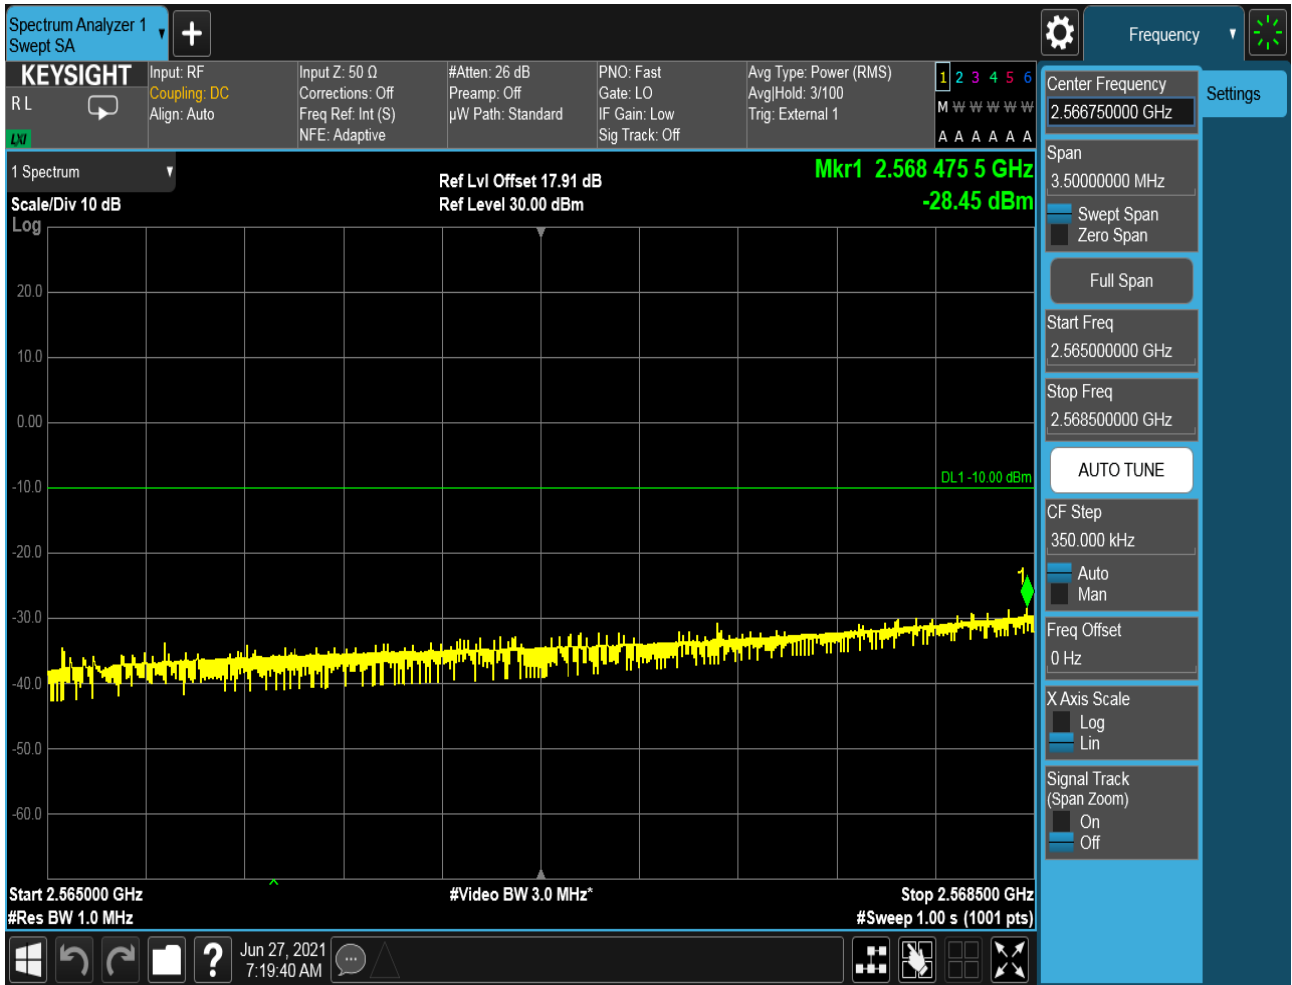 Spectrum Analyzer 1
Swept SA
Frequency
KEYSIGHT
R L
LXI
Input: RF
Coupling: DC
Align: Auto
Input Z: 50 Ω
Corrections: Off
Freq Ref: Int (S)
NFE: Adaptive
#Atten: 26 dB
Preamp: Off
µW Path: Standard
PNO: Fast
Gate: LO
IF Gain: Low
Sig Track: Off
Avg Type: Power (RMS)
Avg|Hold: 3/100
Trig: External 1
1 2 3 4 5 6
M W W W W W
A A A A A A
1 Spectrum
Scale/Div 10 dB
Log
Ref Lvl Offset 17.91 dB
Ref Level 30.00 dBm
Mkr1 2.568 475 5 GHz
-28.45 dBm
20.0
10.0
0.00
-10.0
-20.0
-30.0
-40.0
-50.0
-60.0
DL1 -10.00 dBm
1
Start 2.565000 GHz
#Res BW 1.0 MHz
#Video BW 3.0 MHz*
Stop 2.568500 GHz
#Sweep 1.00 s (1001 pts)
Jun 27, 2021
7:19:40 AM
Center Frequency
2.566750000 GHz
Settings
Span
3.50000000 MHz
Swept Span
Zero Span
Full Span
Start Freq
2.565000000 GHz
Stop Freq
2.568500000 GHz
AUTO TUNE
CF Step
350.000 kHz
Auto
Man
Freq Offset
0 Hz
X Axis Scale
Log
Lin
Signal Track
(Span Zoom)
On
Off